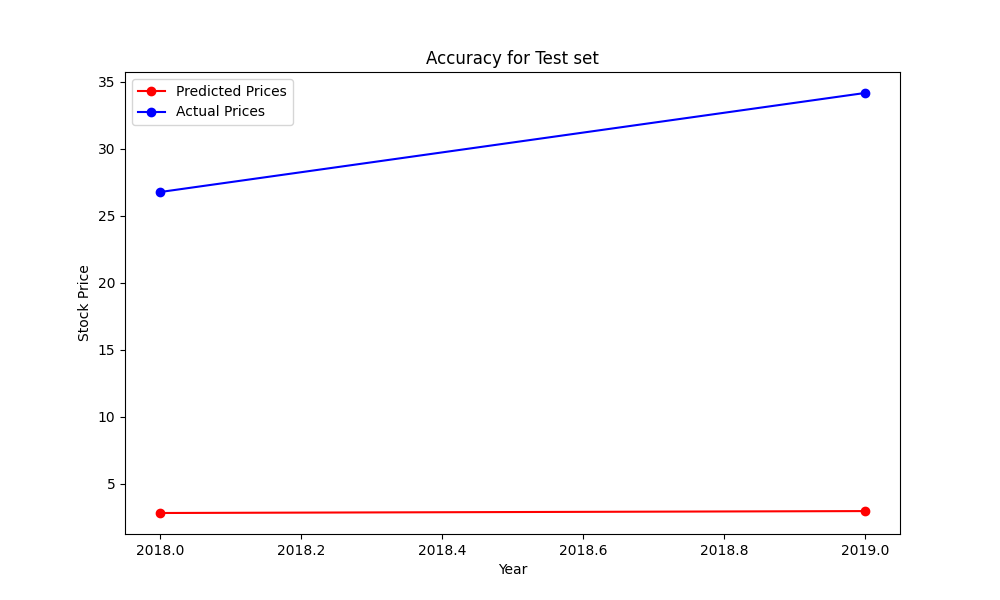 Accuracy for Test set
Predicted Prices
Actual Prices
35
30
25
20
15
10
5
Stock Price
2018.0 2018.2 2018.4 2018.6 2018.8 2019.0
Year